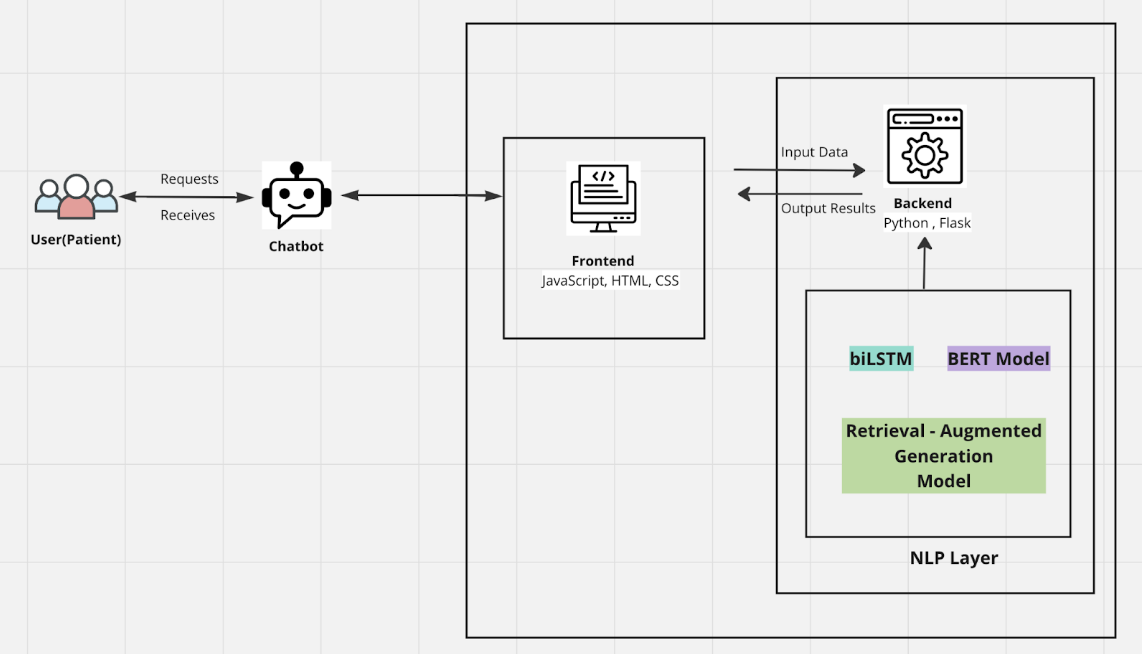 Requests
Receives
User(Patient)
Chatbot
Frontend
JavaScript, HTML, CSS
Input Data
Output Results
Backend
Python , Flask
biLSTM
BERT Model
Retrieval - Augmented
Generation
Model
NLP Layer